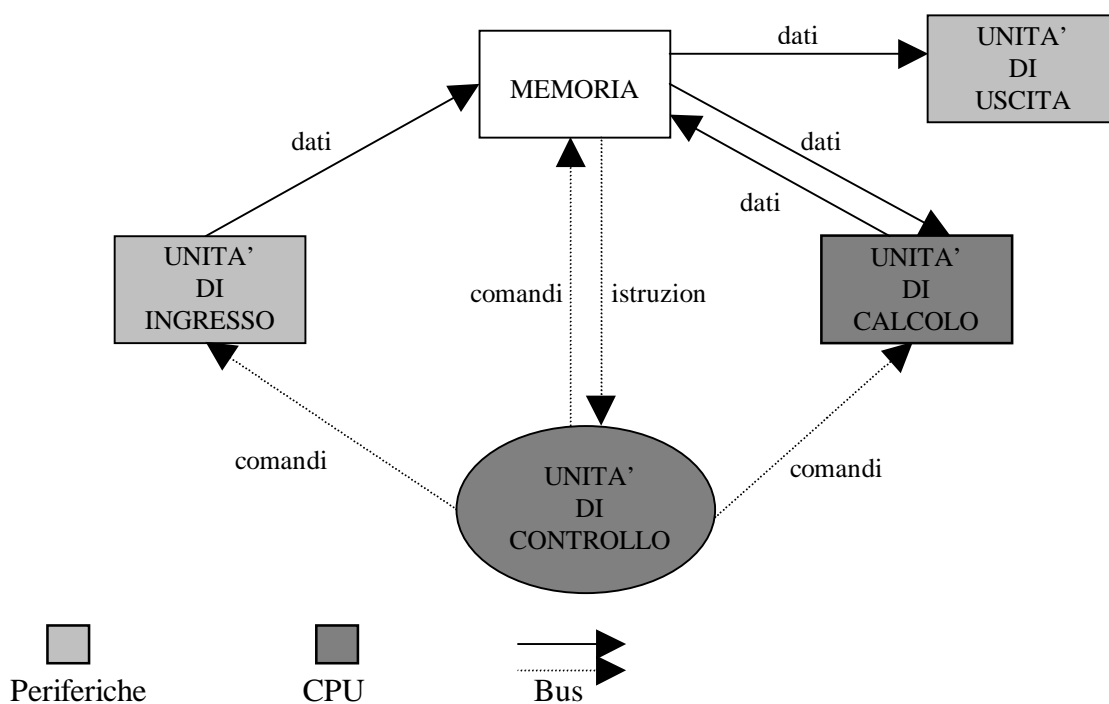 dati
UNITA’
DI
USCITA
MEMORIA
dati
dati
dati
UNITA’
DI
INGRESSO
UNITA’
DI
CALCOLO
comandi
istruzion
comandi
comandi
UNITA’
DI
CONTROLLO
Periferiche
CPU
Bus